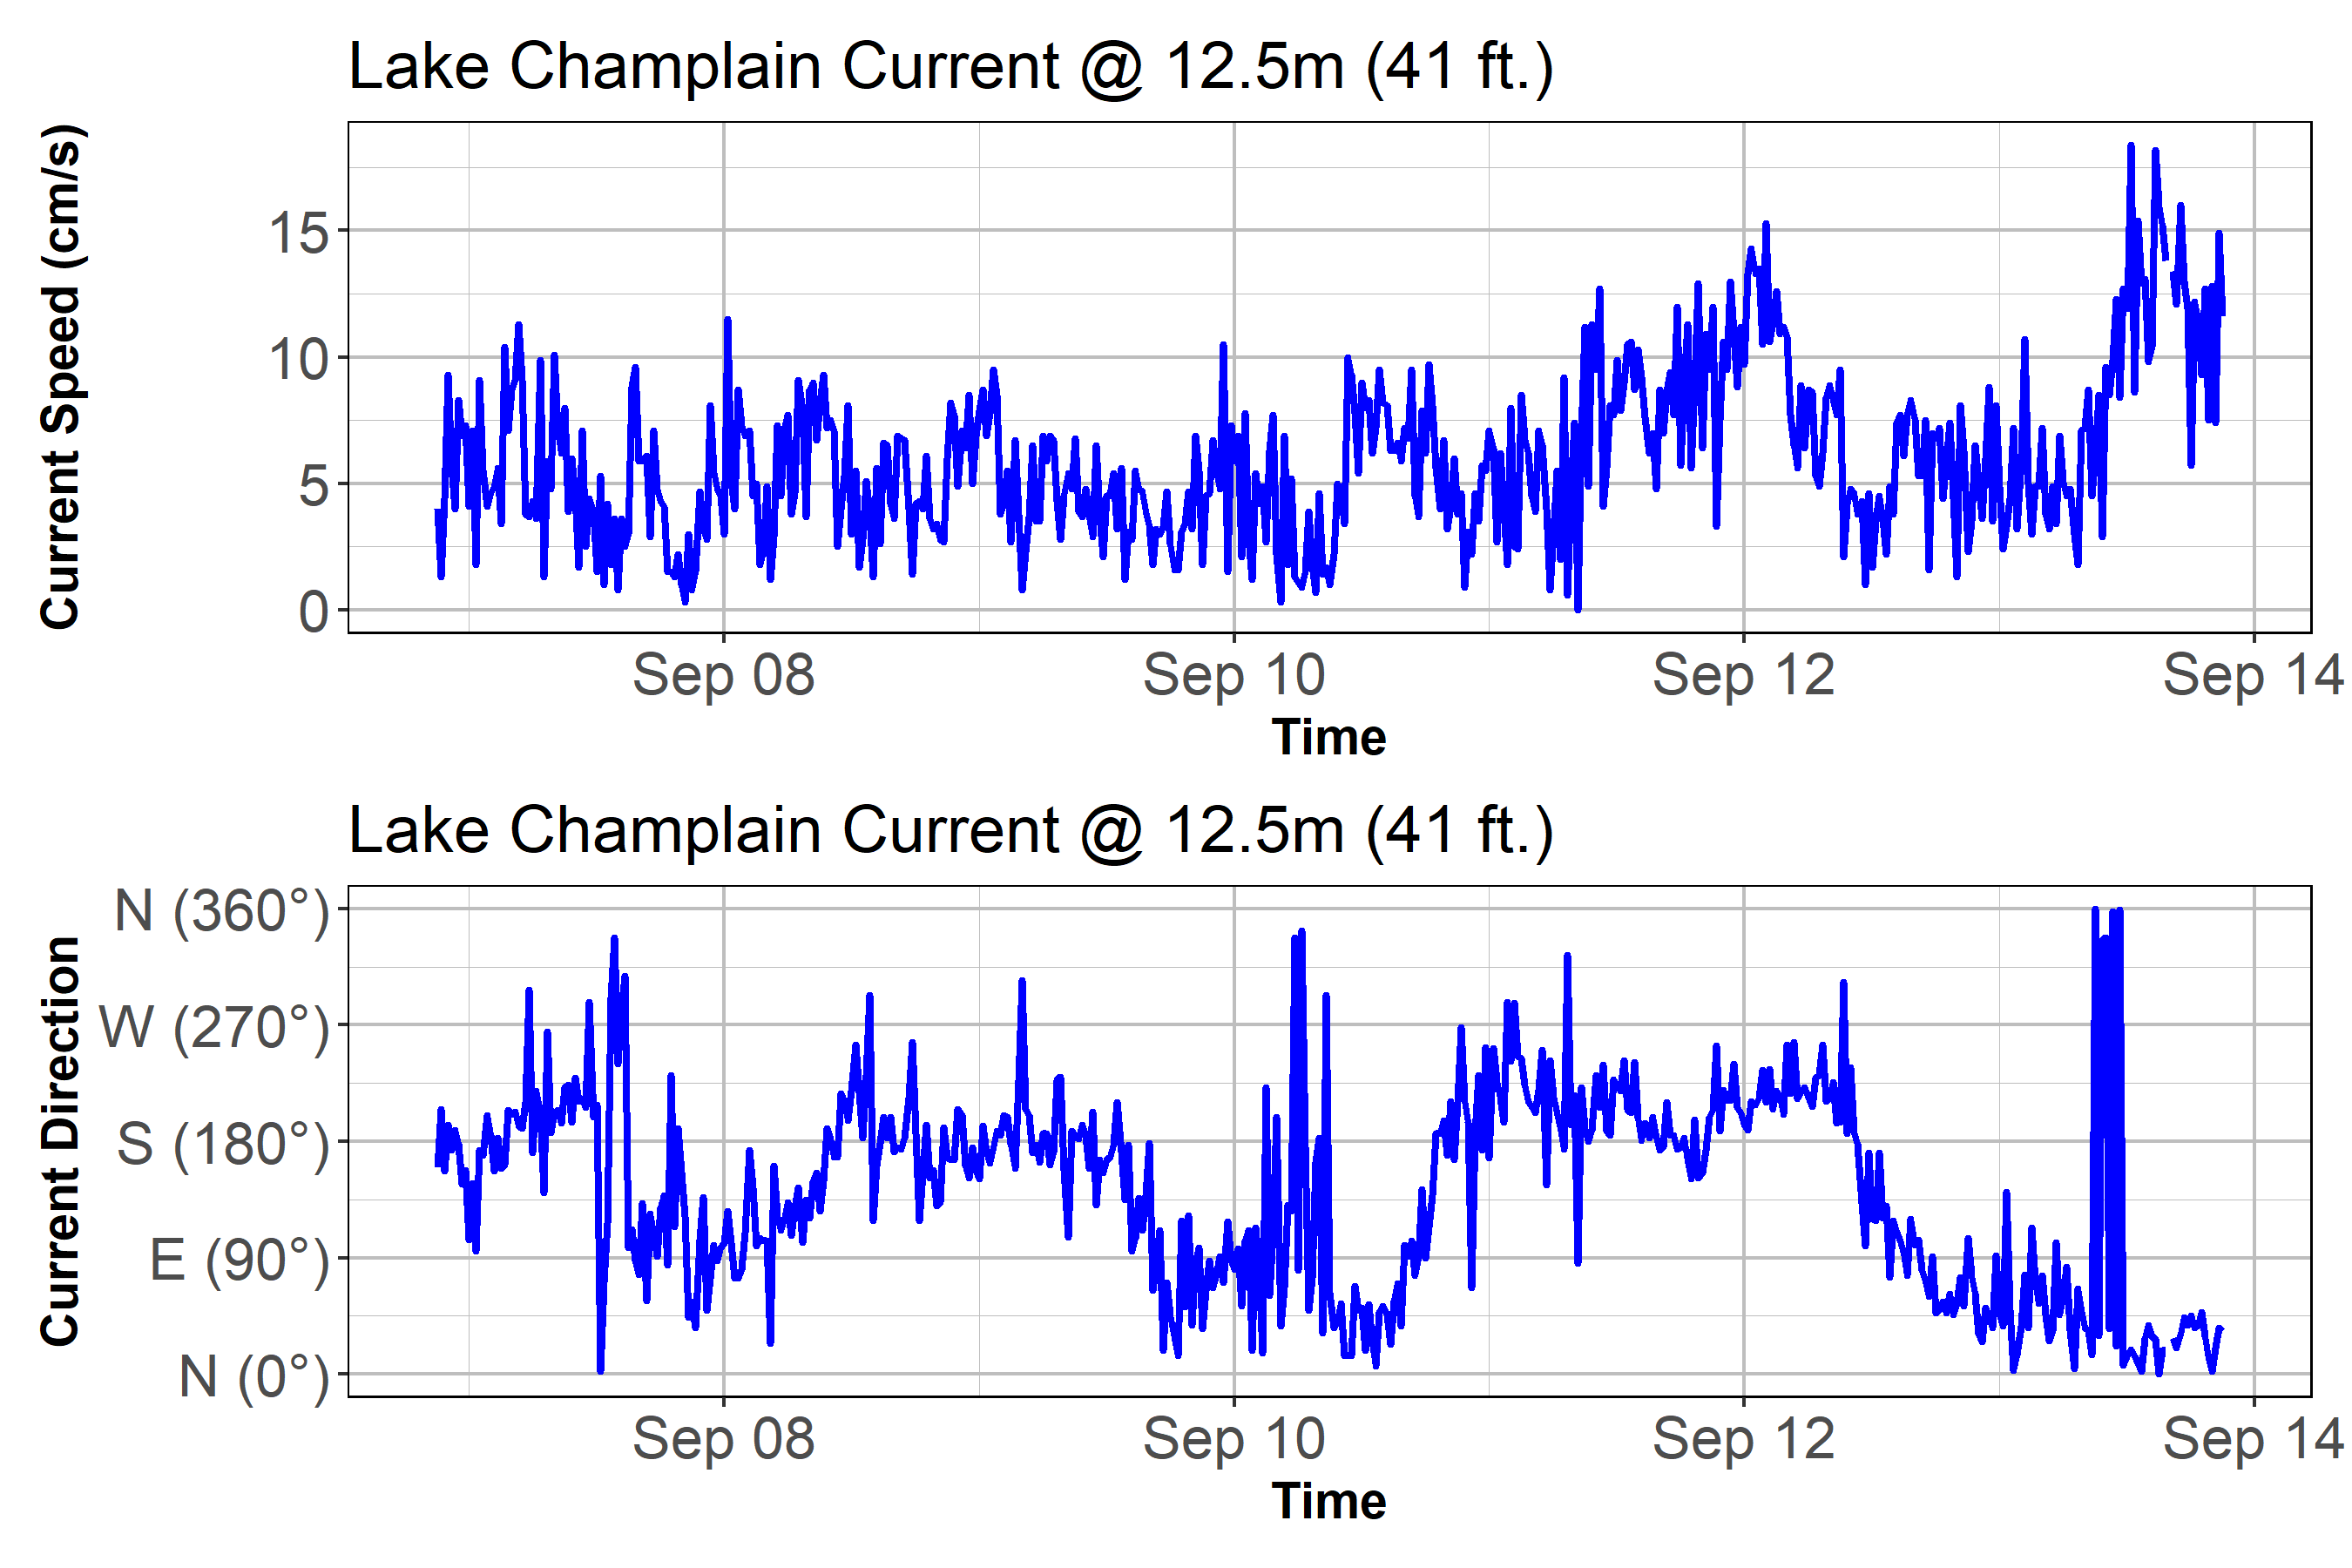 Lake Champlain Current @ 12.5m (41 ft.)
Current Speed (cm/s)
15
10
5
0
Sep 08 Sep 10 Sep 12 Sep 14
Time
Lake Champlain Current @ 12.5m (41 ft.)
Current Direction
N (360°)
W (270°)
S (180°)
E (90°)
N (0°)
Sep 08 Sep 10 Sep 12 Sep 14
Time